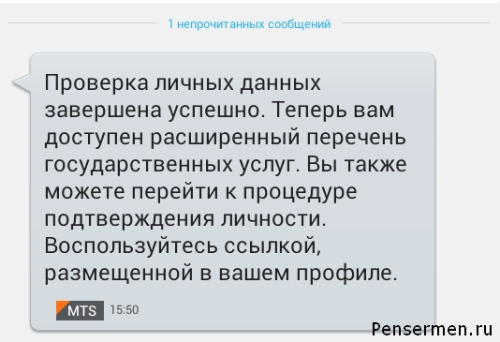 1 непрочитанных сообщений
Проверка личных данных
завершена успешно. Теперь вам
доступен расширенный перечень
государственных услуг. Вы также
можете перейти к процедуре
подтверждения личности.
Воспользуйтесь ссылкой,
размещенной в вашем профиле.
MTS 15:50
Pensermen.ru